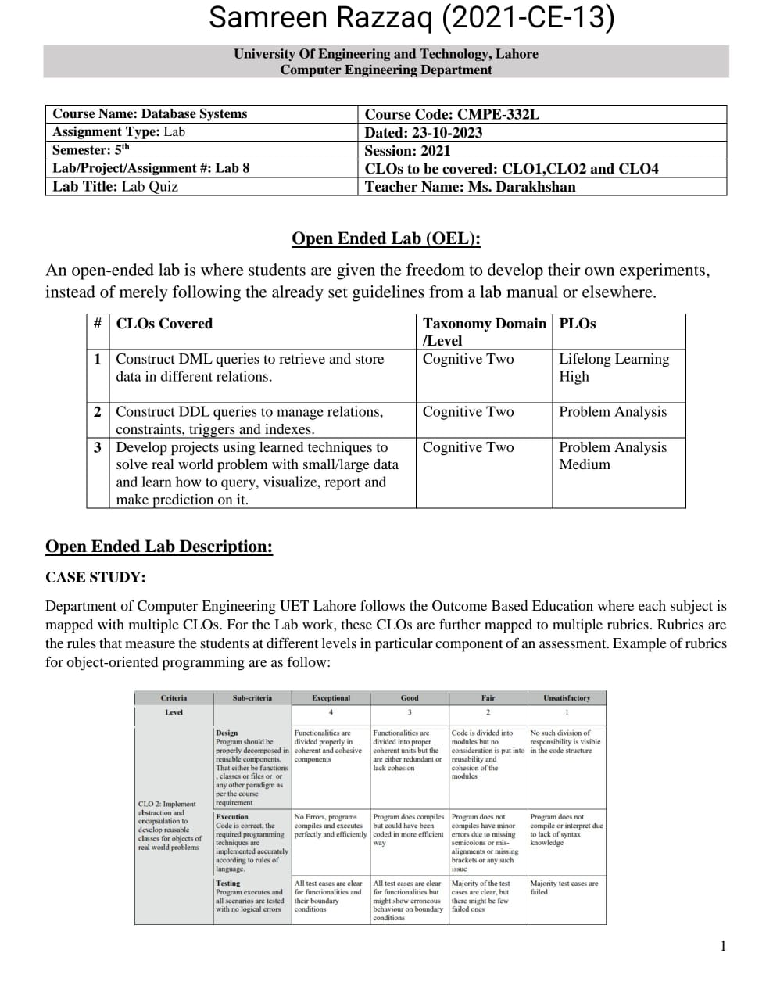 Samreen Razzaq (2021-CE-13)
University Of Engineering and Technology, Lahore
Computer Engineering Department
Course Name: Database Systems
Course Code: CMPE-332L
Assignment Type: Lab
Dated: 23-10-2023
Semester: 5th
Session: 2021
Lab/Project/Assignment #: Lab 8
CLOs to be covered: CLO1,CLO2 and CLO4
Lab Title: Lab Quiz
Teacher Name: Ms. Darakhshan
Open Ended Lab (OEL):
An open-ended lab is where students are given the freedom to develop their own experiments,
instead of merely following the already set guidelines from a lab manual or elsewhere.
# CLOs Covered
Taxonomy Domain
/Level
PLOs
1 Construct DML queries to retrieve and store
data in different relations.
Cognitive Two
Lifelong Learning
High
2 Construct DDL queries to manage relations,
constraints, triggers and indexes.
Cognitive Two
Problem Analysis
3 Develop projects using learned techniques to
solve real world problem with small/large data
and learn how to query, visualize, report and
make prediction on it.
Cognitive Two
Problem Analysis
Medium
Open Ended Lab Description:
CASE STUDY:
Department of Computer Engineering UET Lahore follows the Outcome Based Education where each subject is
mapped with multiple CLOs. For the Lab work, these CLOs are further mapped to multiple rubrics. Rubrics are
the rules that measure the students at different levels in particular component of an assessment. Example of rubrics
for object-oriented programming are as follow:
Criteria
Sub-criteria
Exceptional
Good
Fair
Unsatisfactory
Level
4
3
2
1
CLO 2: Implement
abstraction and
encapsulation to
develop reusable
classes for objects of
real world problems
Design
Program should be
properly decomposed in
reusable components.
That either be functions
, classes or files or or
any other paradigm as
per the course
requirement
Functionalities are
divided properly in
coherent and cohesive
components
Functionalities are
divided into proper
coherent units but the
are either redundant or
lack cohesion
Code is divided into
modules but no
consideration is put into
reusability and
cohesion of the
modules
No such division of
responsibility is visible
in the code structure
Execution
Code is correct, the
required programming
techniques are
implemented accurately
according to rules of
language.
No Errors, programs
compiles and executes
perfectly and efficiently
Program does compiles
but could have been
coded in more efficient
way
Program does not
compiles have minor
errors due to missing
semicolons or mis-
alignments or missing
brackets or any such
issue
Program does not
compile or interpret due
to lack of syntax
knowledge
Testing
Program executes and
all scenarios are tested
with no logical errors
All test cases are clear
for functionalities and
their boundary
conditions
All test cases are clear
for functionalities but
might show erroneous
behaviour on boundary
conditions
Majority of the test
cases are clear, but
there might be few
failed ones
Majority test cases are
failed
1